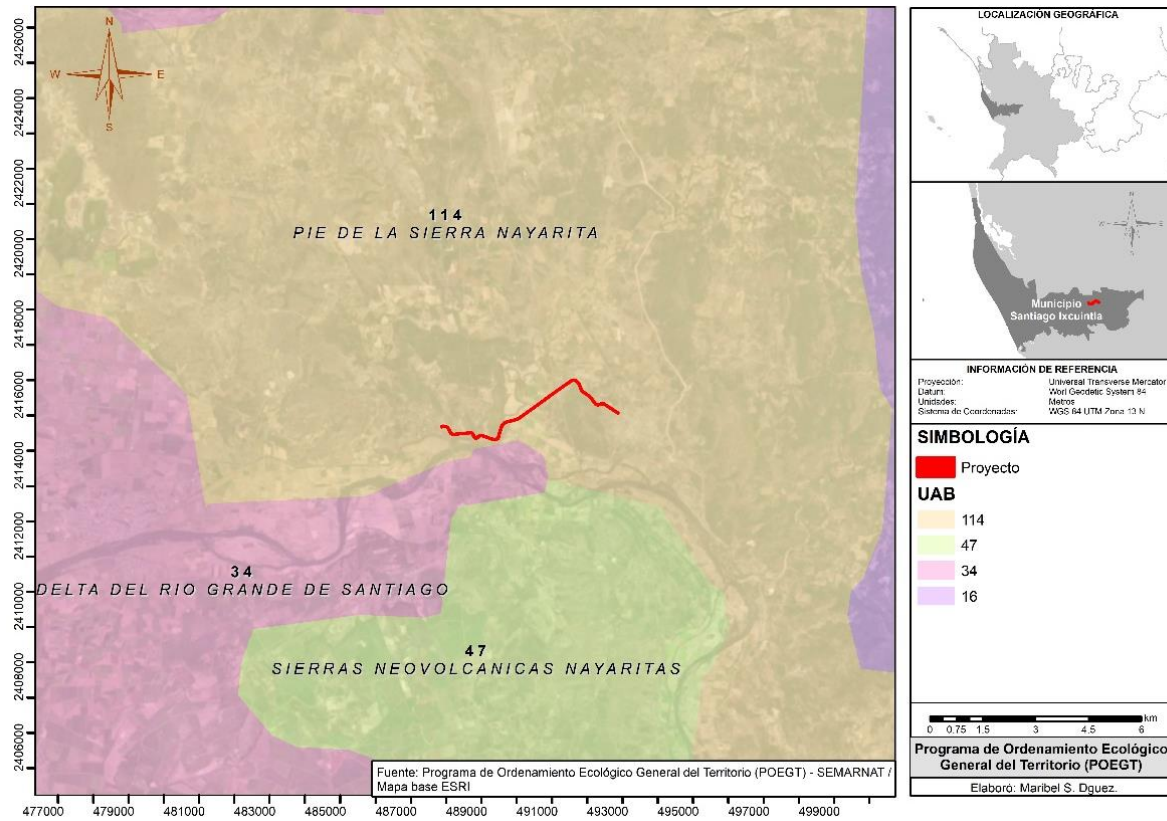 N
W
E
S
114
PIE DE LA SIERRA NAYARITA
34
DELTA DEL RIO GRANDE DE SANTIAGO
47
SIERRAS NEOVOLCANICAS NAYARITAS
2426000
2424000
2422000
2420000
2418000
2416000
2414000
2412000
2410000
2408000
2406000
477000 479000 481000 483000 485000 487000 489000 491000 493000 495000 497000 499000
Fuente: Programa de Ordenamiento Ecológico
General del Territorio (POEGT) - SEMARNAT /
Mapa base ESRI
LOCALIZACIÓN GEOGRÁFICA
Municipio
Santiago Ixcuintla
INFORMACIÓN DE REFERENCIA
Proyección: Universal Transverse Mercator
Datum: Worl Geodetic System 84
Unidades: Metros
Sistema de Coordenadas: WGS 84 UTM Zona 13 N
SIMBOLOGÍA
Proyecto
UAB
114
47
34
16
km
0 0.75 1.5 3 4.5 6
Programa de Ordenamiento Ecológico
General del Territorio (POEGT)
Elaboró: Maribel S. Dguez.